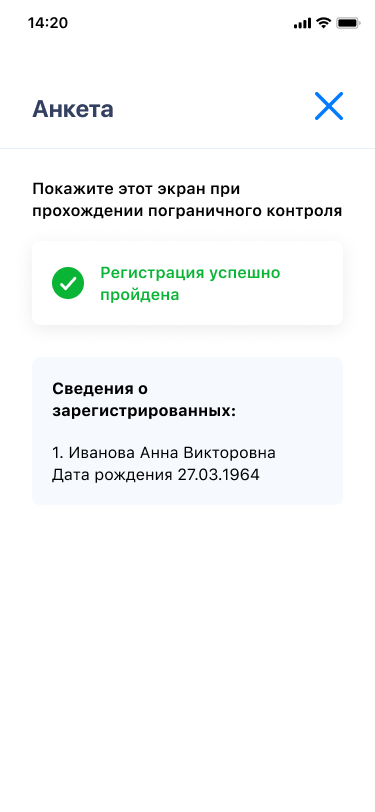 14:20
Анкета
Покажите этот экран при
прохождении пограничного контроля
Регистрация успешно
пройдена
Сведения о
зарегистрированных:
1. Иванова Анна Викторовна
Дата рождения 27.03.1964